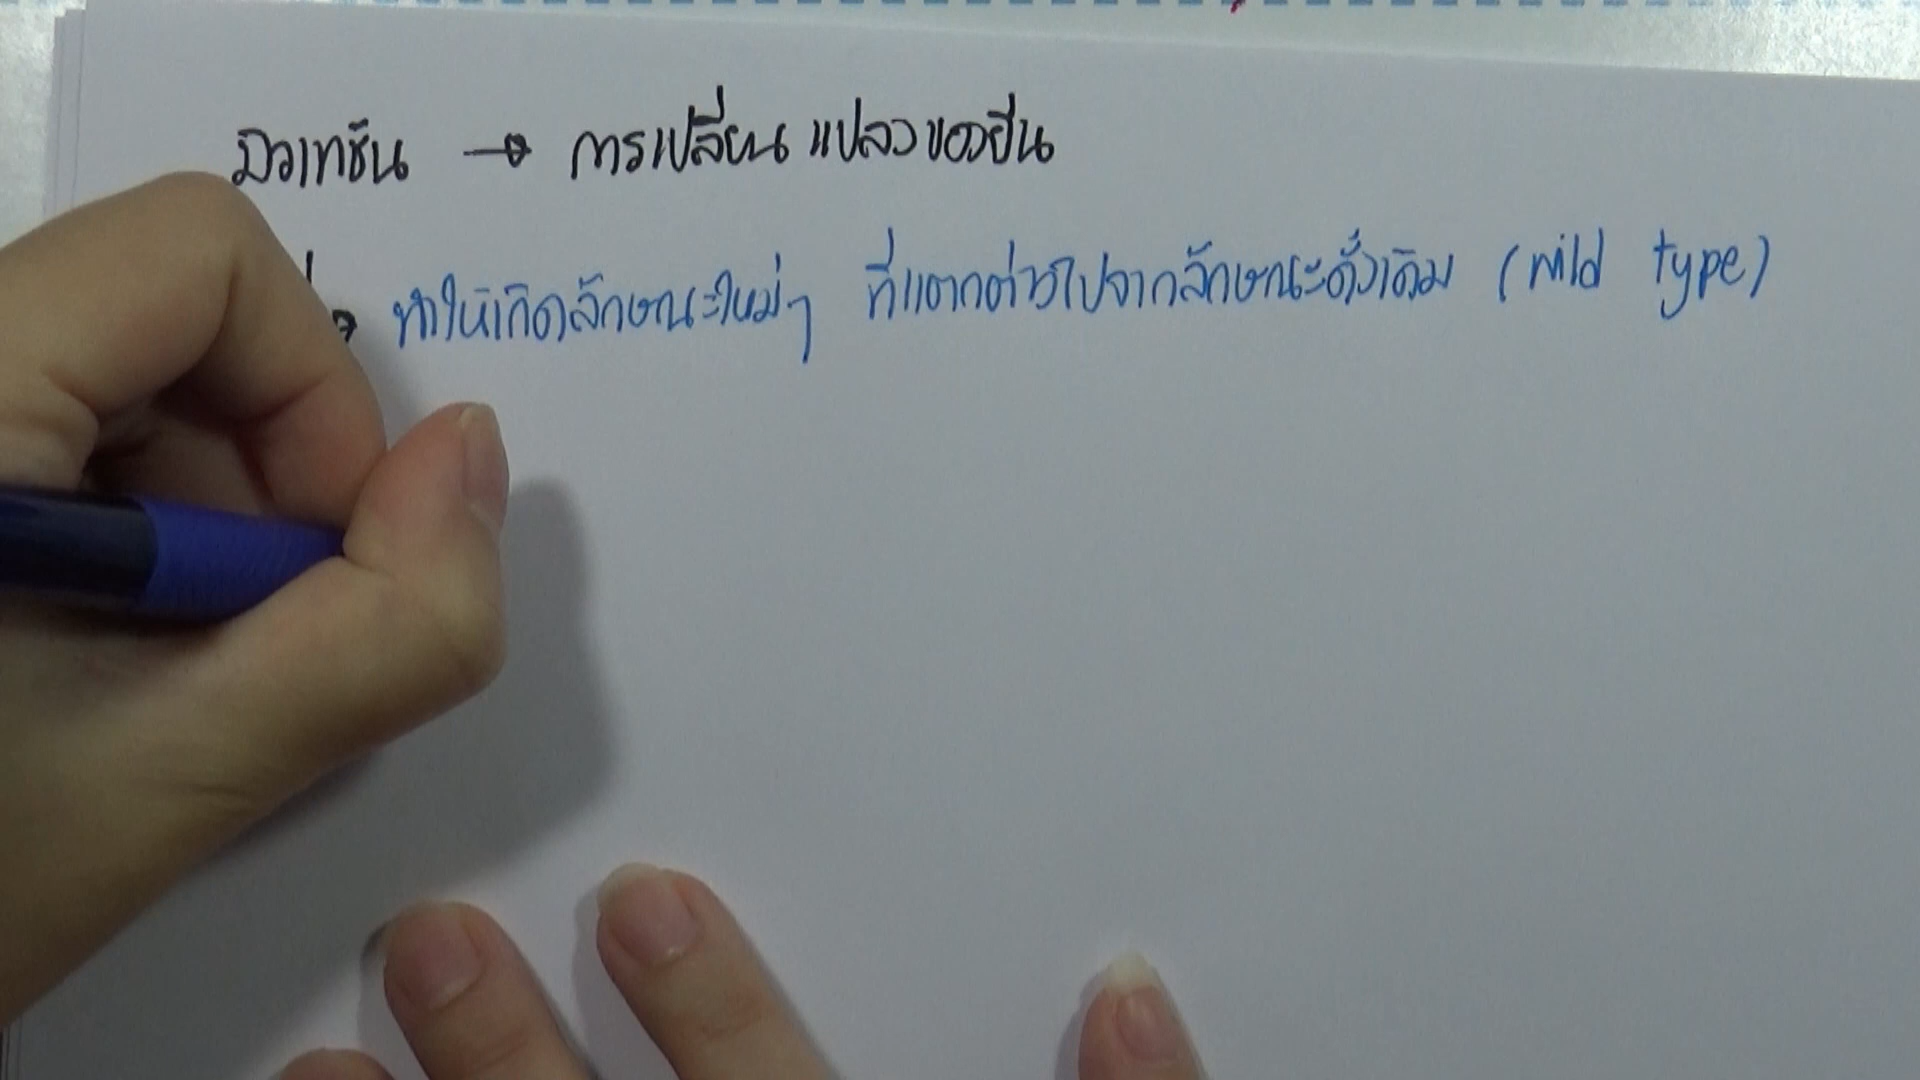 มิวเทชัน → การเปลี่ยนแปลงของยีน
→ ทำให้เกิดลักษณะใหม่ๆ ที่แตกต่างไปจากลักษณะดั้งเดิม (wild type)